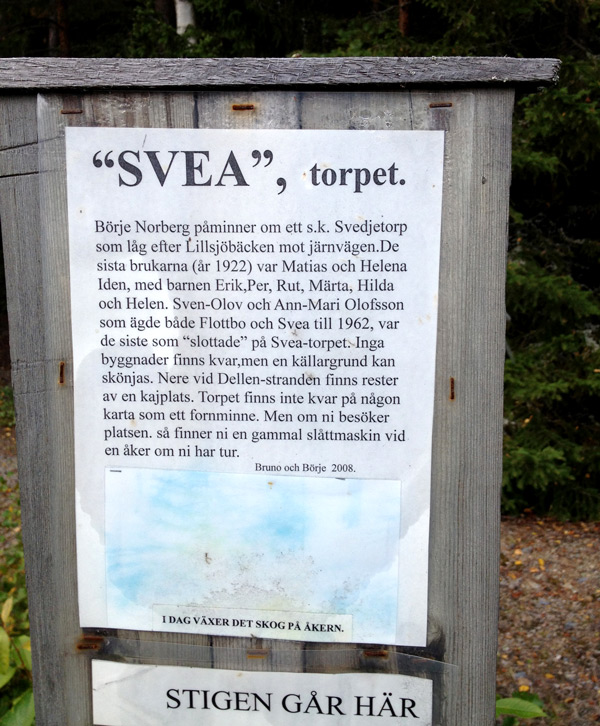 “SVEA”, torpet.
Börje Norberg påminner om ett s.k. Svedjetorp
som låg efter Lillsjöbäcken mot järnvägen.De
sista brukarna (år 1922) var Matias och Helena
Iden, med barnen Erik,Per, Rut, Märta, Hilda
och Helen. Sven-Olov och Ann-Mari Olofsson
som ägde både Flottbo och Svea till 1962, var
de siste som “slottade” på Svea-torpet. Inga
byggnader finns kvar,men en källargrund kan
skönjas. Nere vid Dellen-stranden finns rester
av en kajplats. Torpet finns inte kvar på någon
karta som ett fornminne. Men om ni besöker
platsen. så finner ni en gammal slåttmaskin vid
en åker om ni har tur.
Bruno och Börje 2008.
I DAG VÄXER DET SKOG PÅ ÅKERN.
STIGEN GÅR HÄR